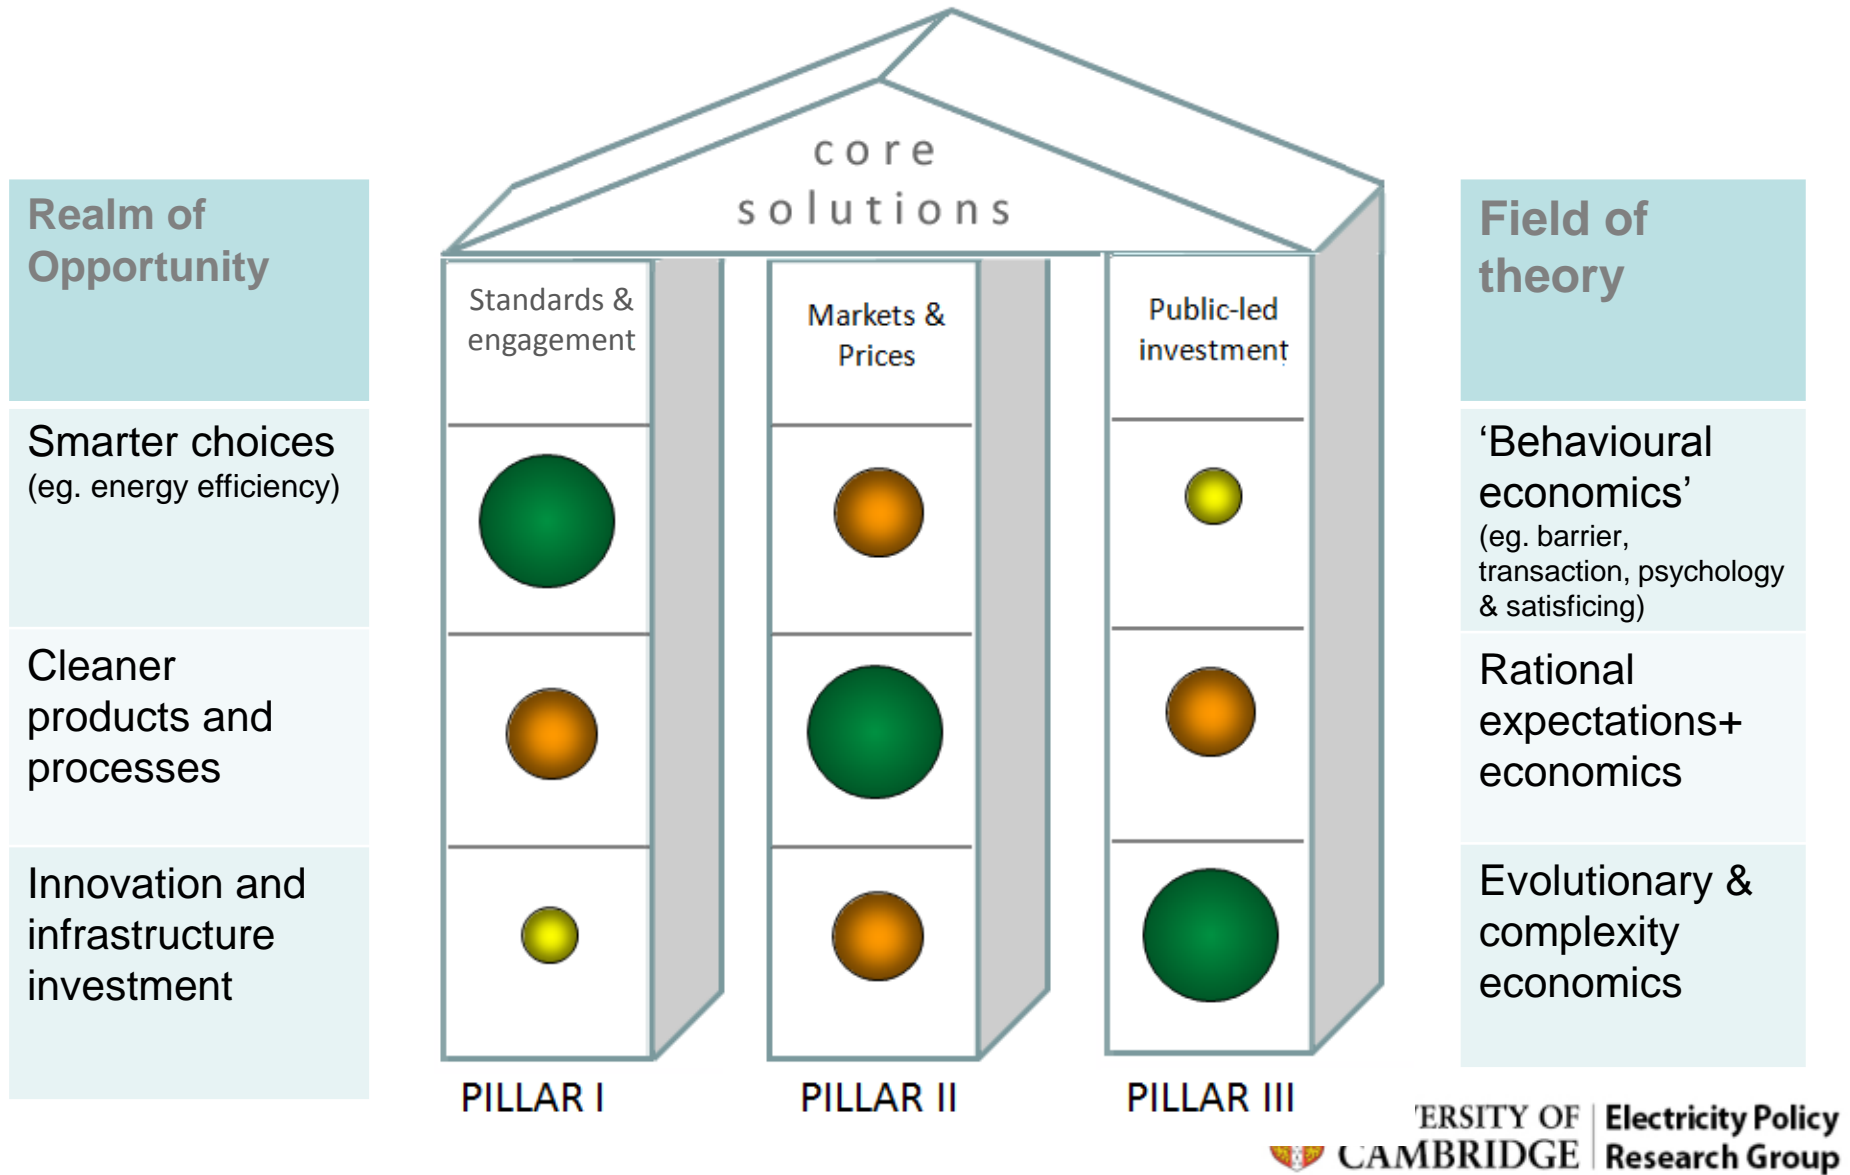 core
solutions
Realm of
Opportunity
Standards &
engagement
Markets &
Prices
Public-led
investment
Field of
theory
Smarter choices
(eg. energy efficiency)
‘Behavioural
economics’
(eg. barrier,
transaction, psychology
& satisficing)
Cleaner
products and
processes
Rational
expectations+
economics
Innovation and
infrastructure
investment
Evolutionary &
complexity
economics
PILLAR I
PILLAR II
PILLAR III
ERSITY OF
CAMBRIDGE
Electricity Policy
Research Group